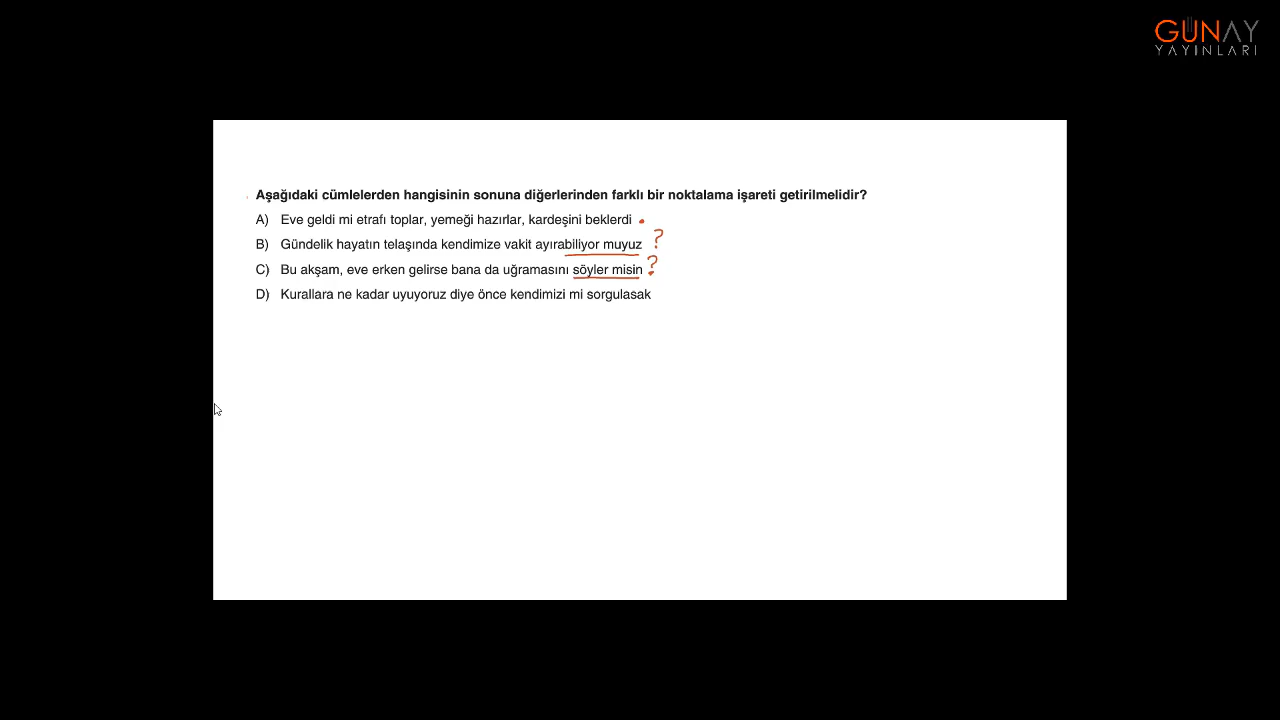 GÜNAY
YAYINLARI
Aşağıdaki cümlelerden hangisinin sonuna diğerlerinden farklı bir noktalama işareti getirilmelidir?
A) Eve geldi mi etrafı toplar, yemeği hazırlar, kardeşini beklerdi .
B) Gündelik hayatın telaşında kendimize vakit ayırabiliyor muyuz ?
C) Bu akşam, eve erken gelirse bana da uğramasını söyler misin ?
D) Kurallara ne kadar uyuyoruz diye önce kendimizi mi sorgulasak